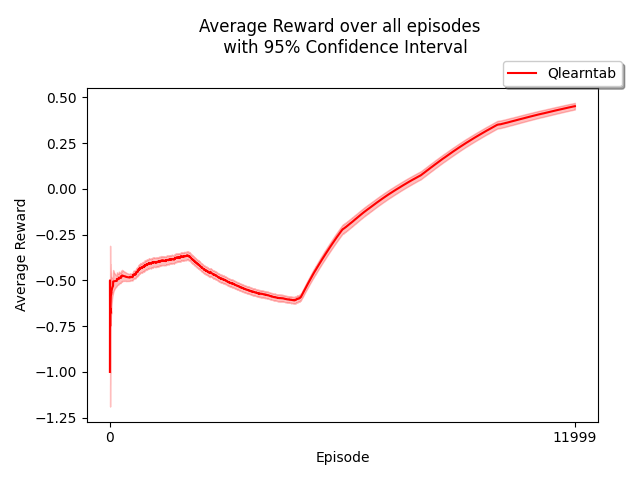 Average Reward over all episodes
with 95% Confidence Interval
Qlearntab
0.50
0.25
0.00
−0.25
−0.50
−0.75
−1.00
−1.25
Average Reward
0
11999
Episode